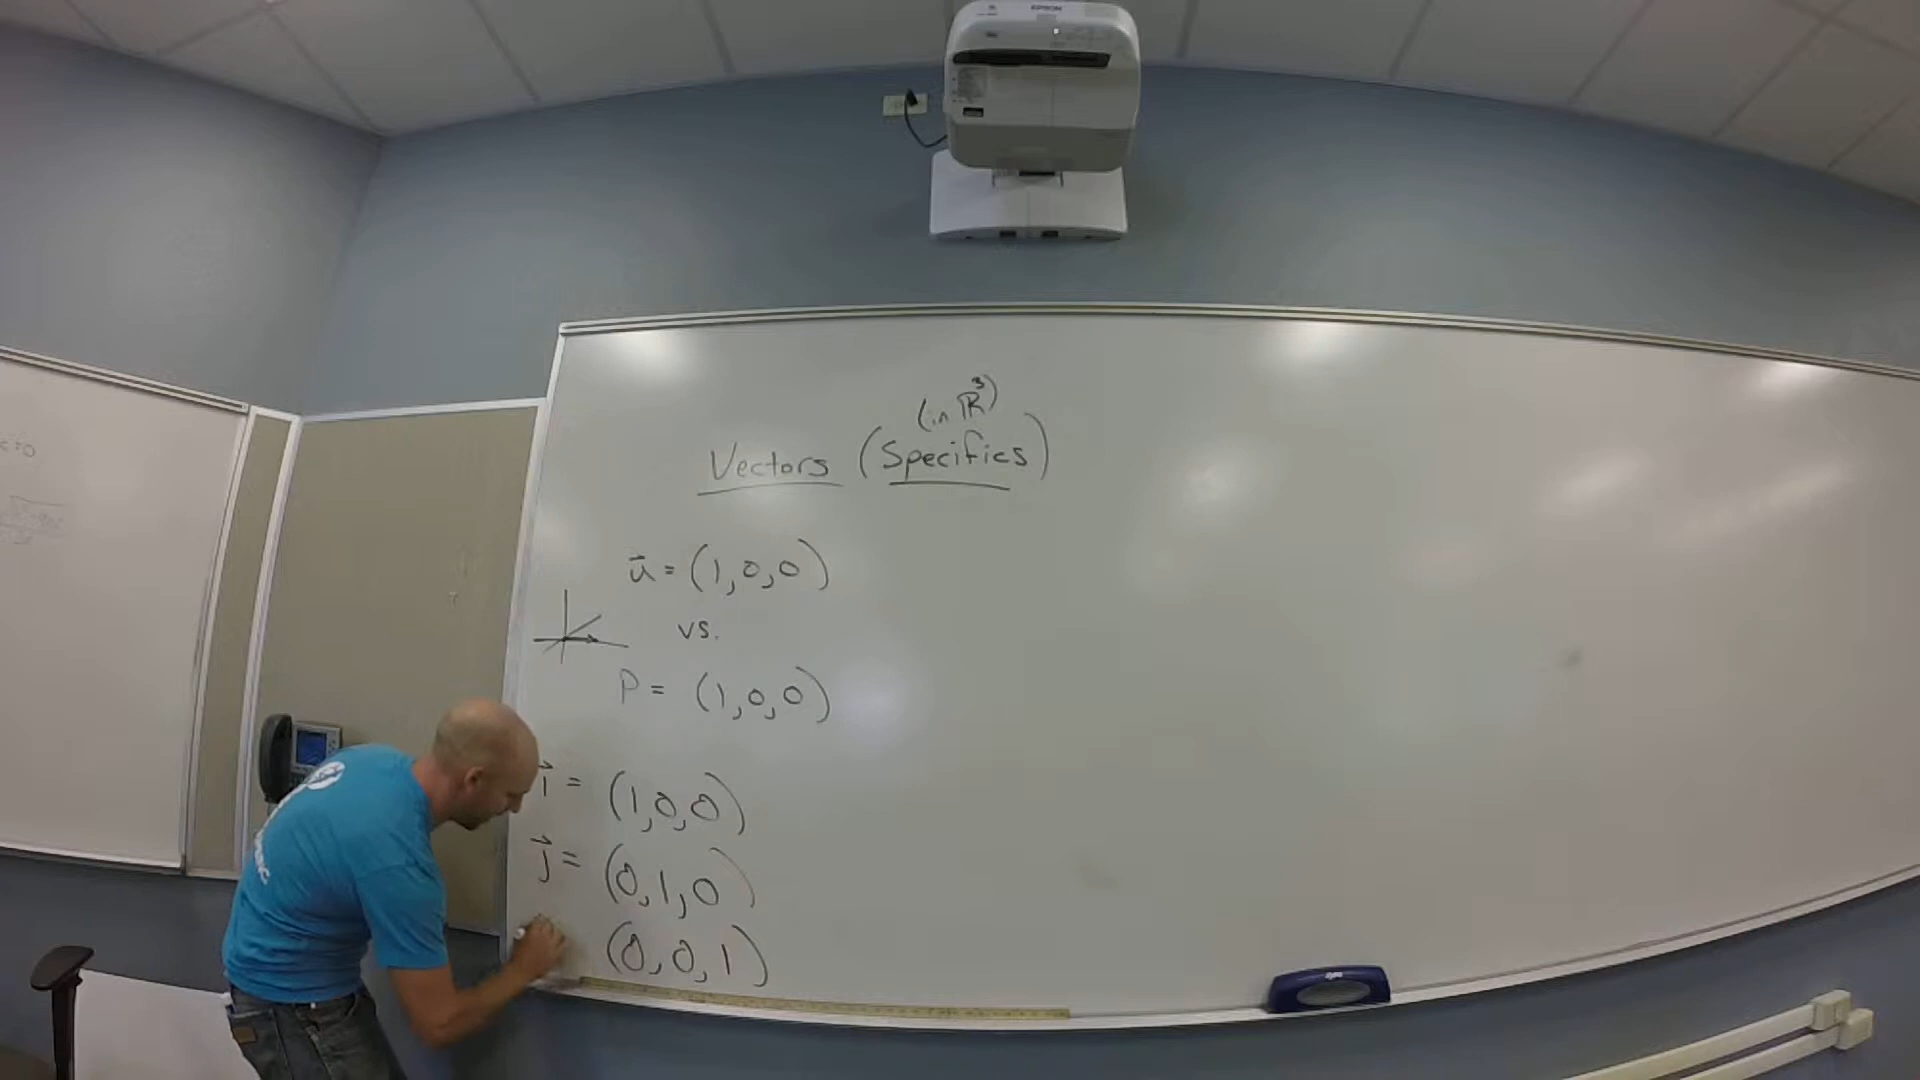 EPSON
(in ℝ³)
Vectors (Specifics)
u⃗ = (1,0,0)
vs.
P = (1,0,0)
i⃗ = (1,0,0)
j⃗ = (0,1,0)
(0,0,1)